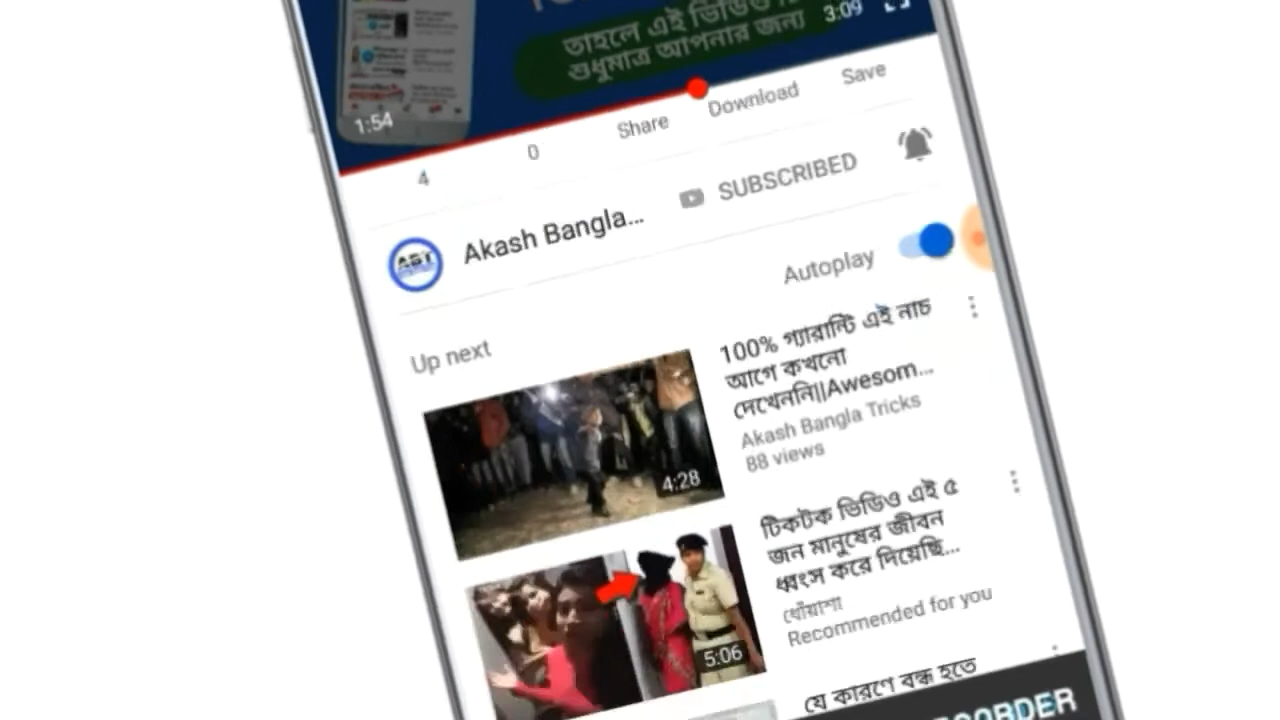 তাহলে এই ভিডিও
শুধুমাত্র আপনার জন্য
3:09
1:54
4
0
Share
Download
Save
Akash Bangla...
SUBSCRIBED
Autoplay
Up next
100% গ্যারান্টি এই নাচ
আগে কখনো
দেখেননি||Awesom...
Akash Bangla Tricks
88 views
4:28
টিকটক ভিডিও এই ৫
জন মানুষের জীবন
ধ্বংস করে দিয়েছি...
ধোঁয়াশা
Recommended for you
5:06
যে কারণে বন্ধ হতে